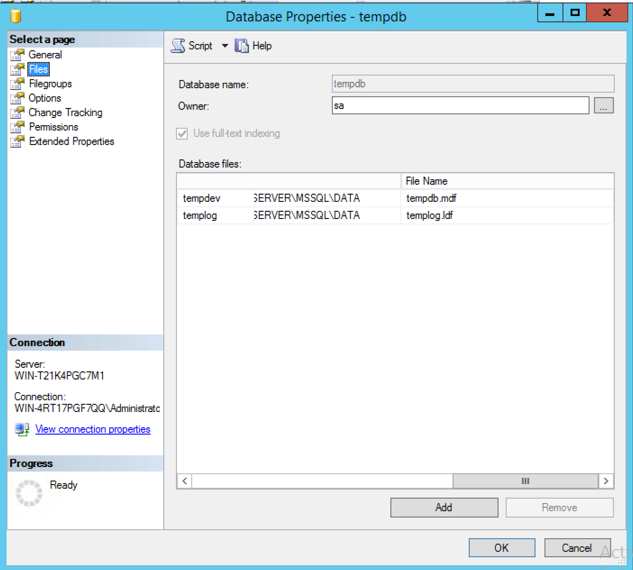 Database Properties - tempdb
Select a page
General
Files
Filegroups
Options
Change Tracking
Permissions
Extended Properties
Script Help
Database name: tempdb
Owner: sa ...
Use full-text indexing
Database files:
File Name
tempdev SERVER\MSSQL\DATA tempdb.mdf
templog SERVER\MSSQL\DATA templog.ldf
Connection
Server:
WIN-T21K4PGC7M1
Connection:
WIN-4RT17PGF7QQ\Administrato
View connection properties
Progress
Ready
Add Remove
OK Cancel
Act